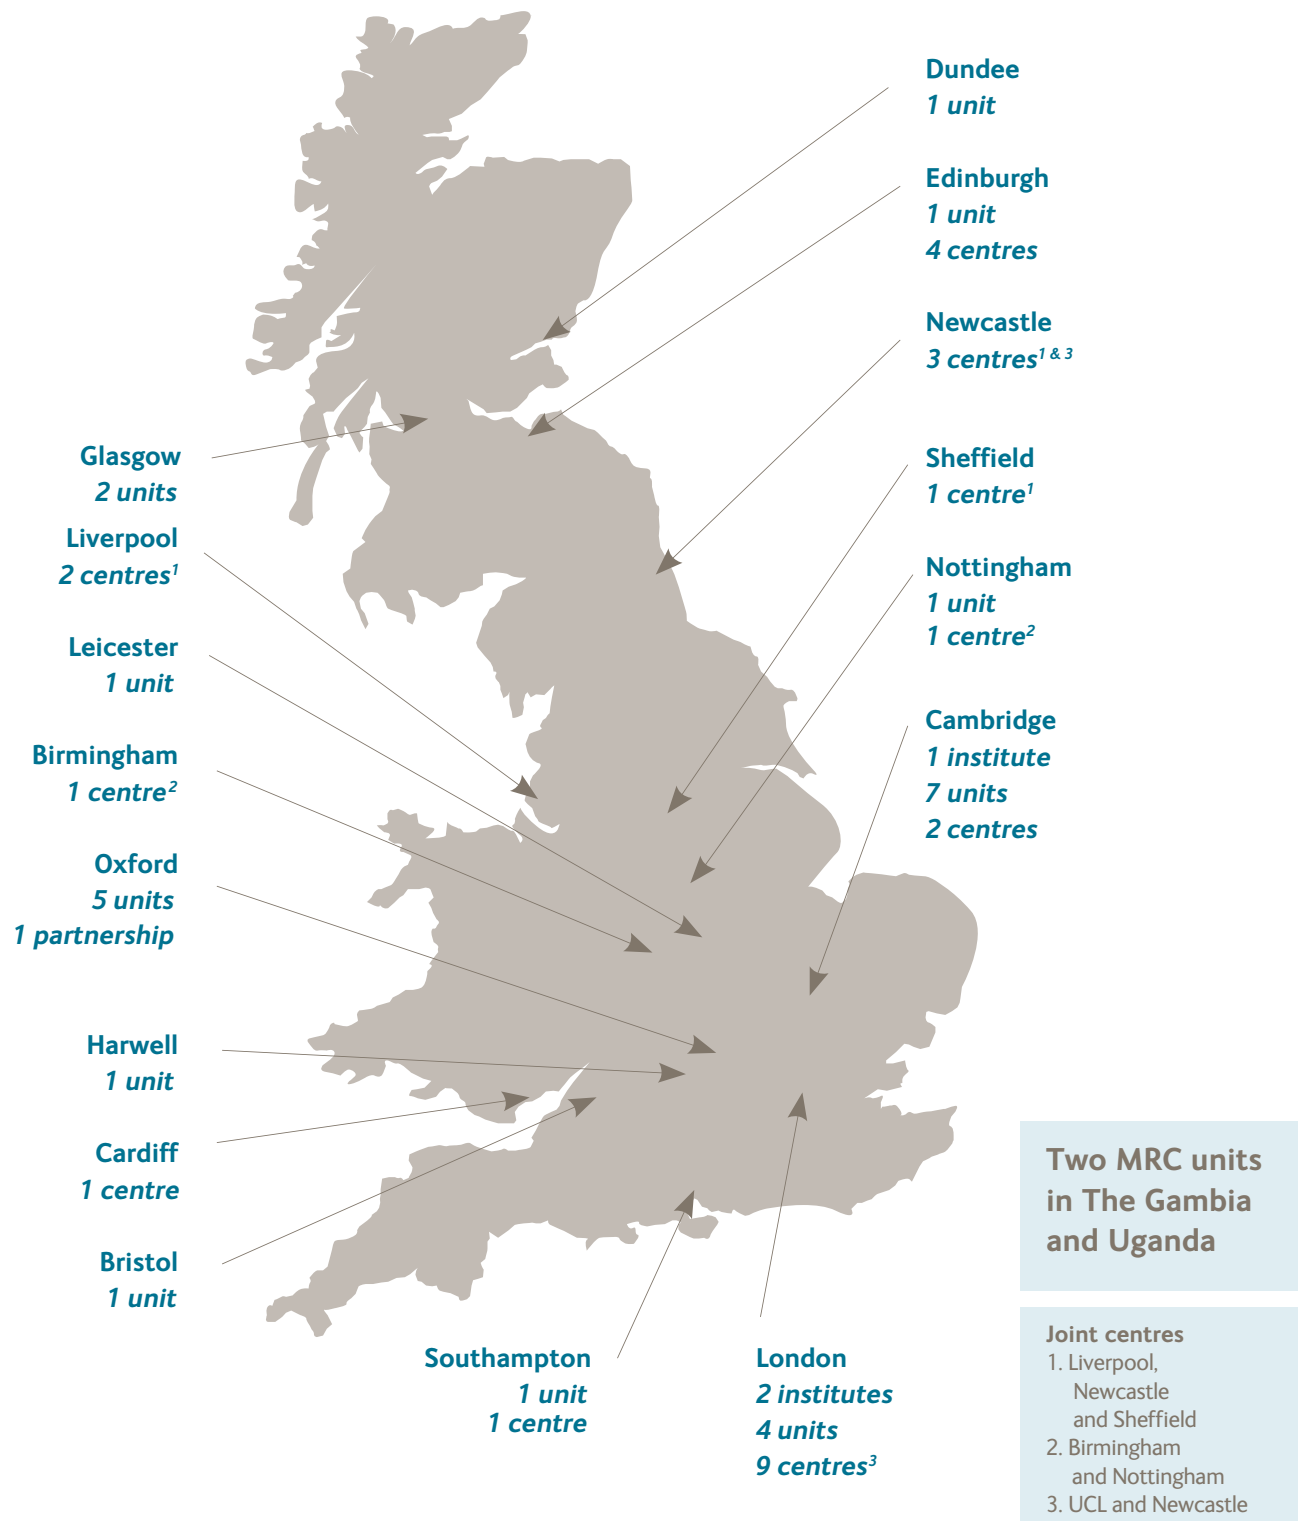 Dundee
1 unit
Edinburgh
1 unit
4 centres
Newcastle
3 centres1 & 3
Sheffield
1 centre1
Nottingham
1 unit
1 centre2
Cambridge
1 institute
7 units
2 centres
Glasgow
2 units
Liverpool
2 centres1
Leicester
1 unit
Birmingham
1 centre2
Oxford
5 units
1 partnership
Harwell
1 unit
Cardiff
1 centre
Bristol
1 unit
Southampton
1 unit
1 centre
London
2 institutes
4 units
9 centres3
Two MRC units
in The Gambia
and Uganda
Joint centres
1. Liverpool,
Newcastle
and Sheffield
2. Birmingham
and Nottingham
3. UCL and Newcastle